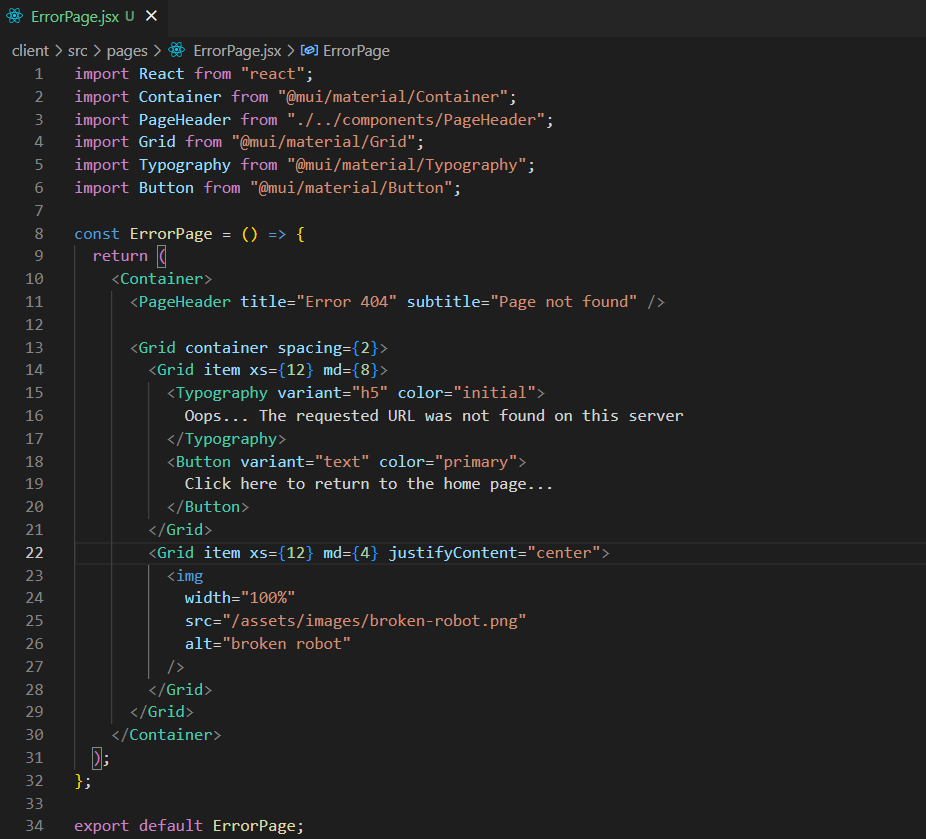 ErrorPage.jsx U ×
client > src > pages > ErrorPage.jsx > ErrorPage
1 import React from "react";
2 import Container from "@mui/material/Container";
3 import PageHeader from "./../components/PageHeader";
4 import Grid from "@mui/material/Grid";
5 import Typography from "@mui/material/Typography";
6 import Button from "@mui/material/Button";
7
8 const ErrorPage = () => {
9   return (
10     <Container>
11       <PageHeader title="Error 404" subtitle="Page not found" />
12
13       <Grid container spacing={2}>
14         <Grid item xs={12} md={8}>
15           <Typography variant="h5" color="initial">
16             Oops... The requested URL was not found on this server
17           </Typography>
18           <Button variant="text" color="primary">
19             Click here to return to the home page...
20           </Button>
21         </Grid>
22         <Grid item xs={12} md={4} justifyContent="center">
23           <img
24             width="100%"
25             src="/assets/images/broken-robot.png"
26             alt="broken robot"
27           />
28         </Grid>
29       </Grid>
30     </Container>
31   );
32 };
33
34 export default ErrorPage;